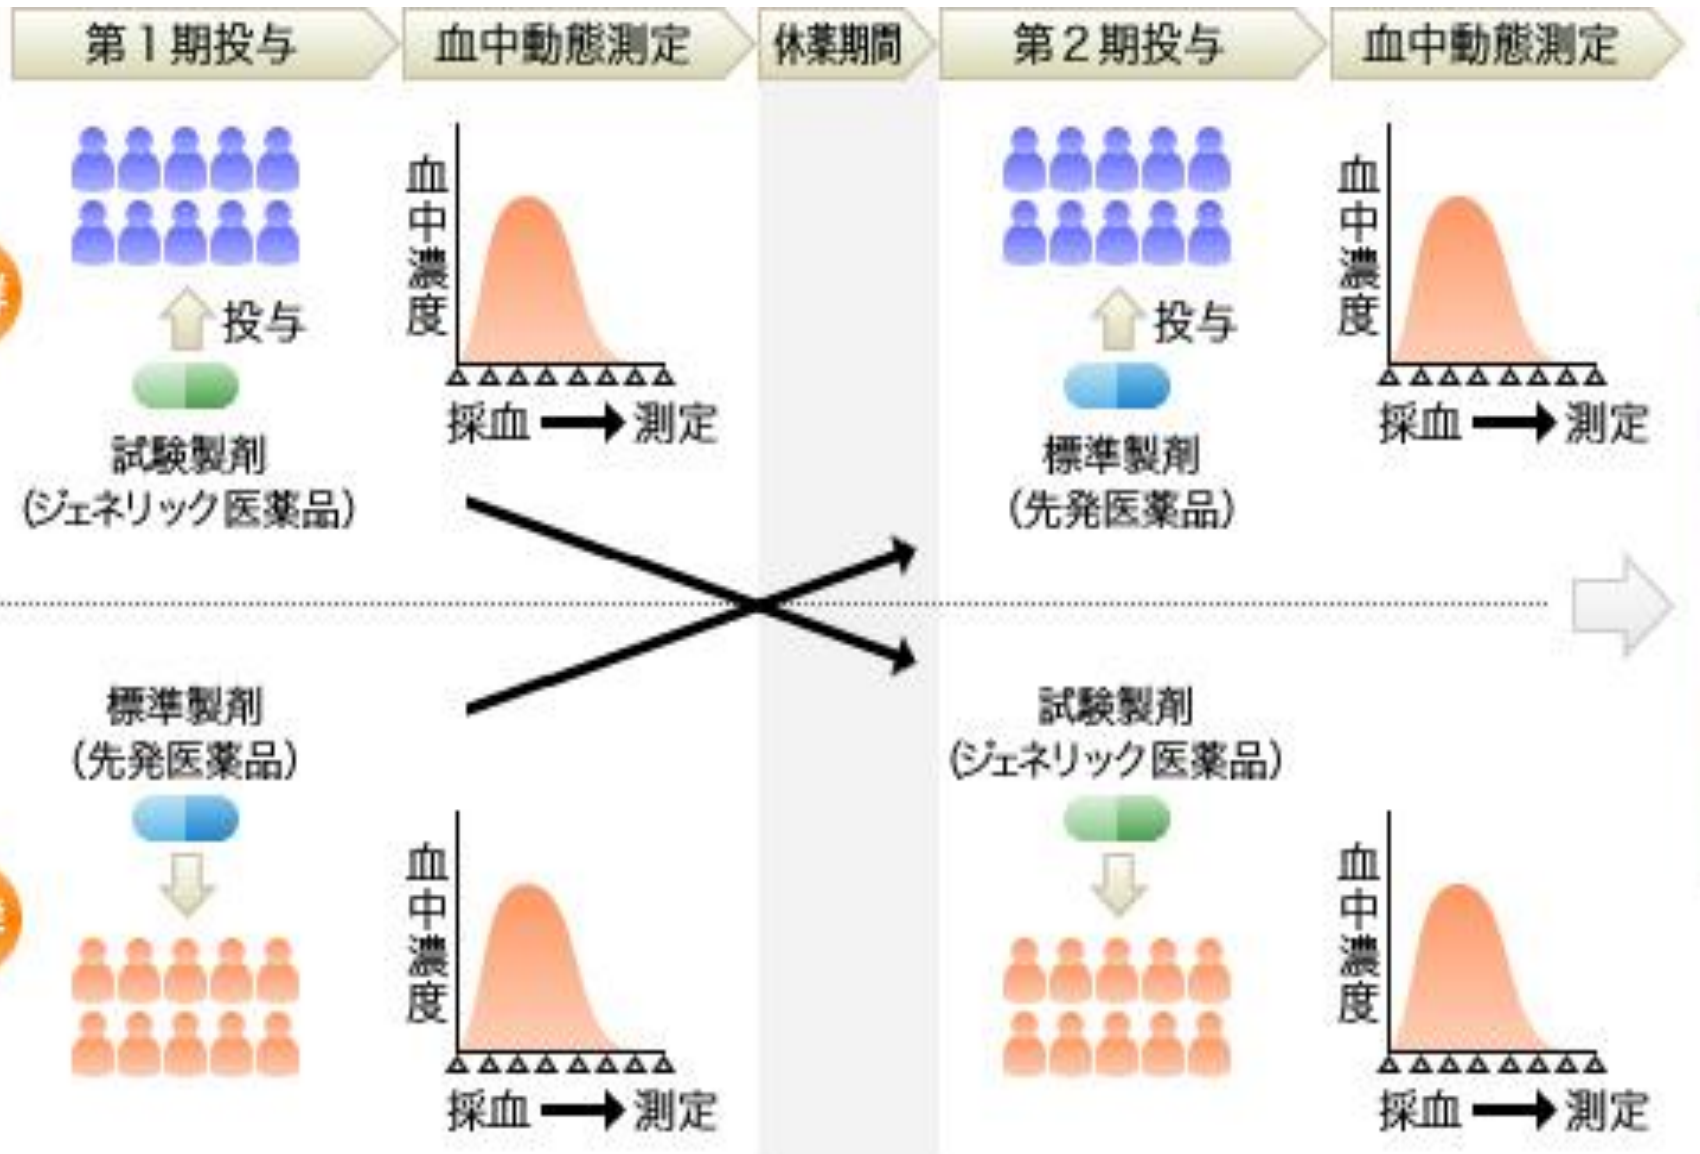 第1期投与
血中動態測定
休薬期間
第2期投与
血中動態測定
投与
試験製剤
(ジェネリック医薬品)
血中濃度
採血 → 測定
投与
標準製剤
(先発医薬品)
血中濃度
採血 → 測定
標準製剤
(先発医薬品)
血中濃度
採血 → 測定
試験製剤
(ジェネリック医薬品)
血中濃度
採血 → 測定